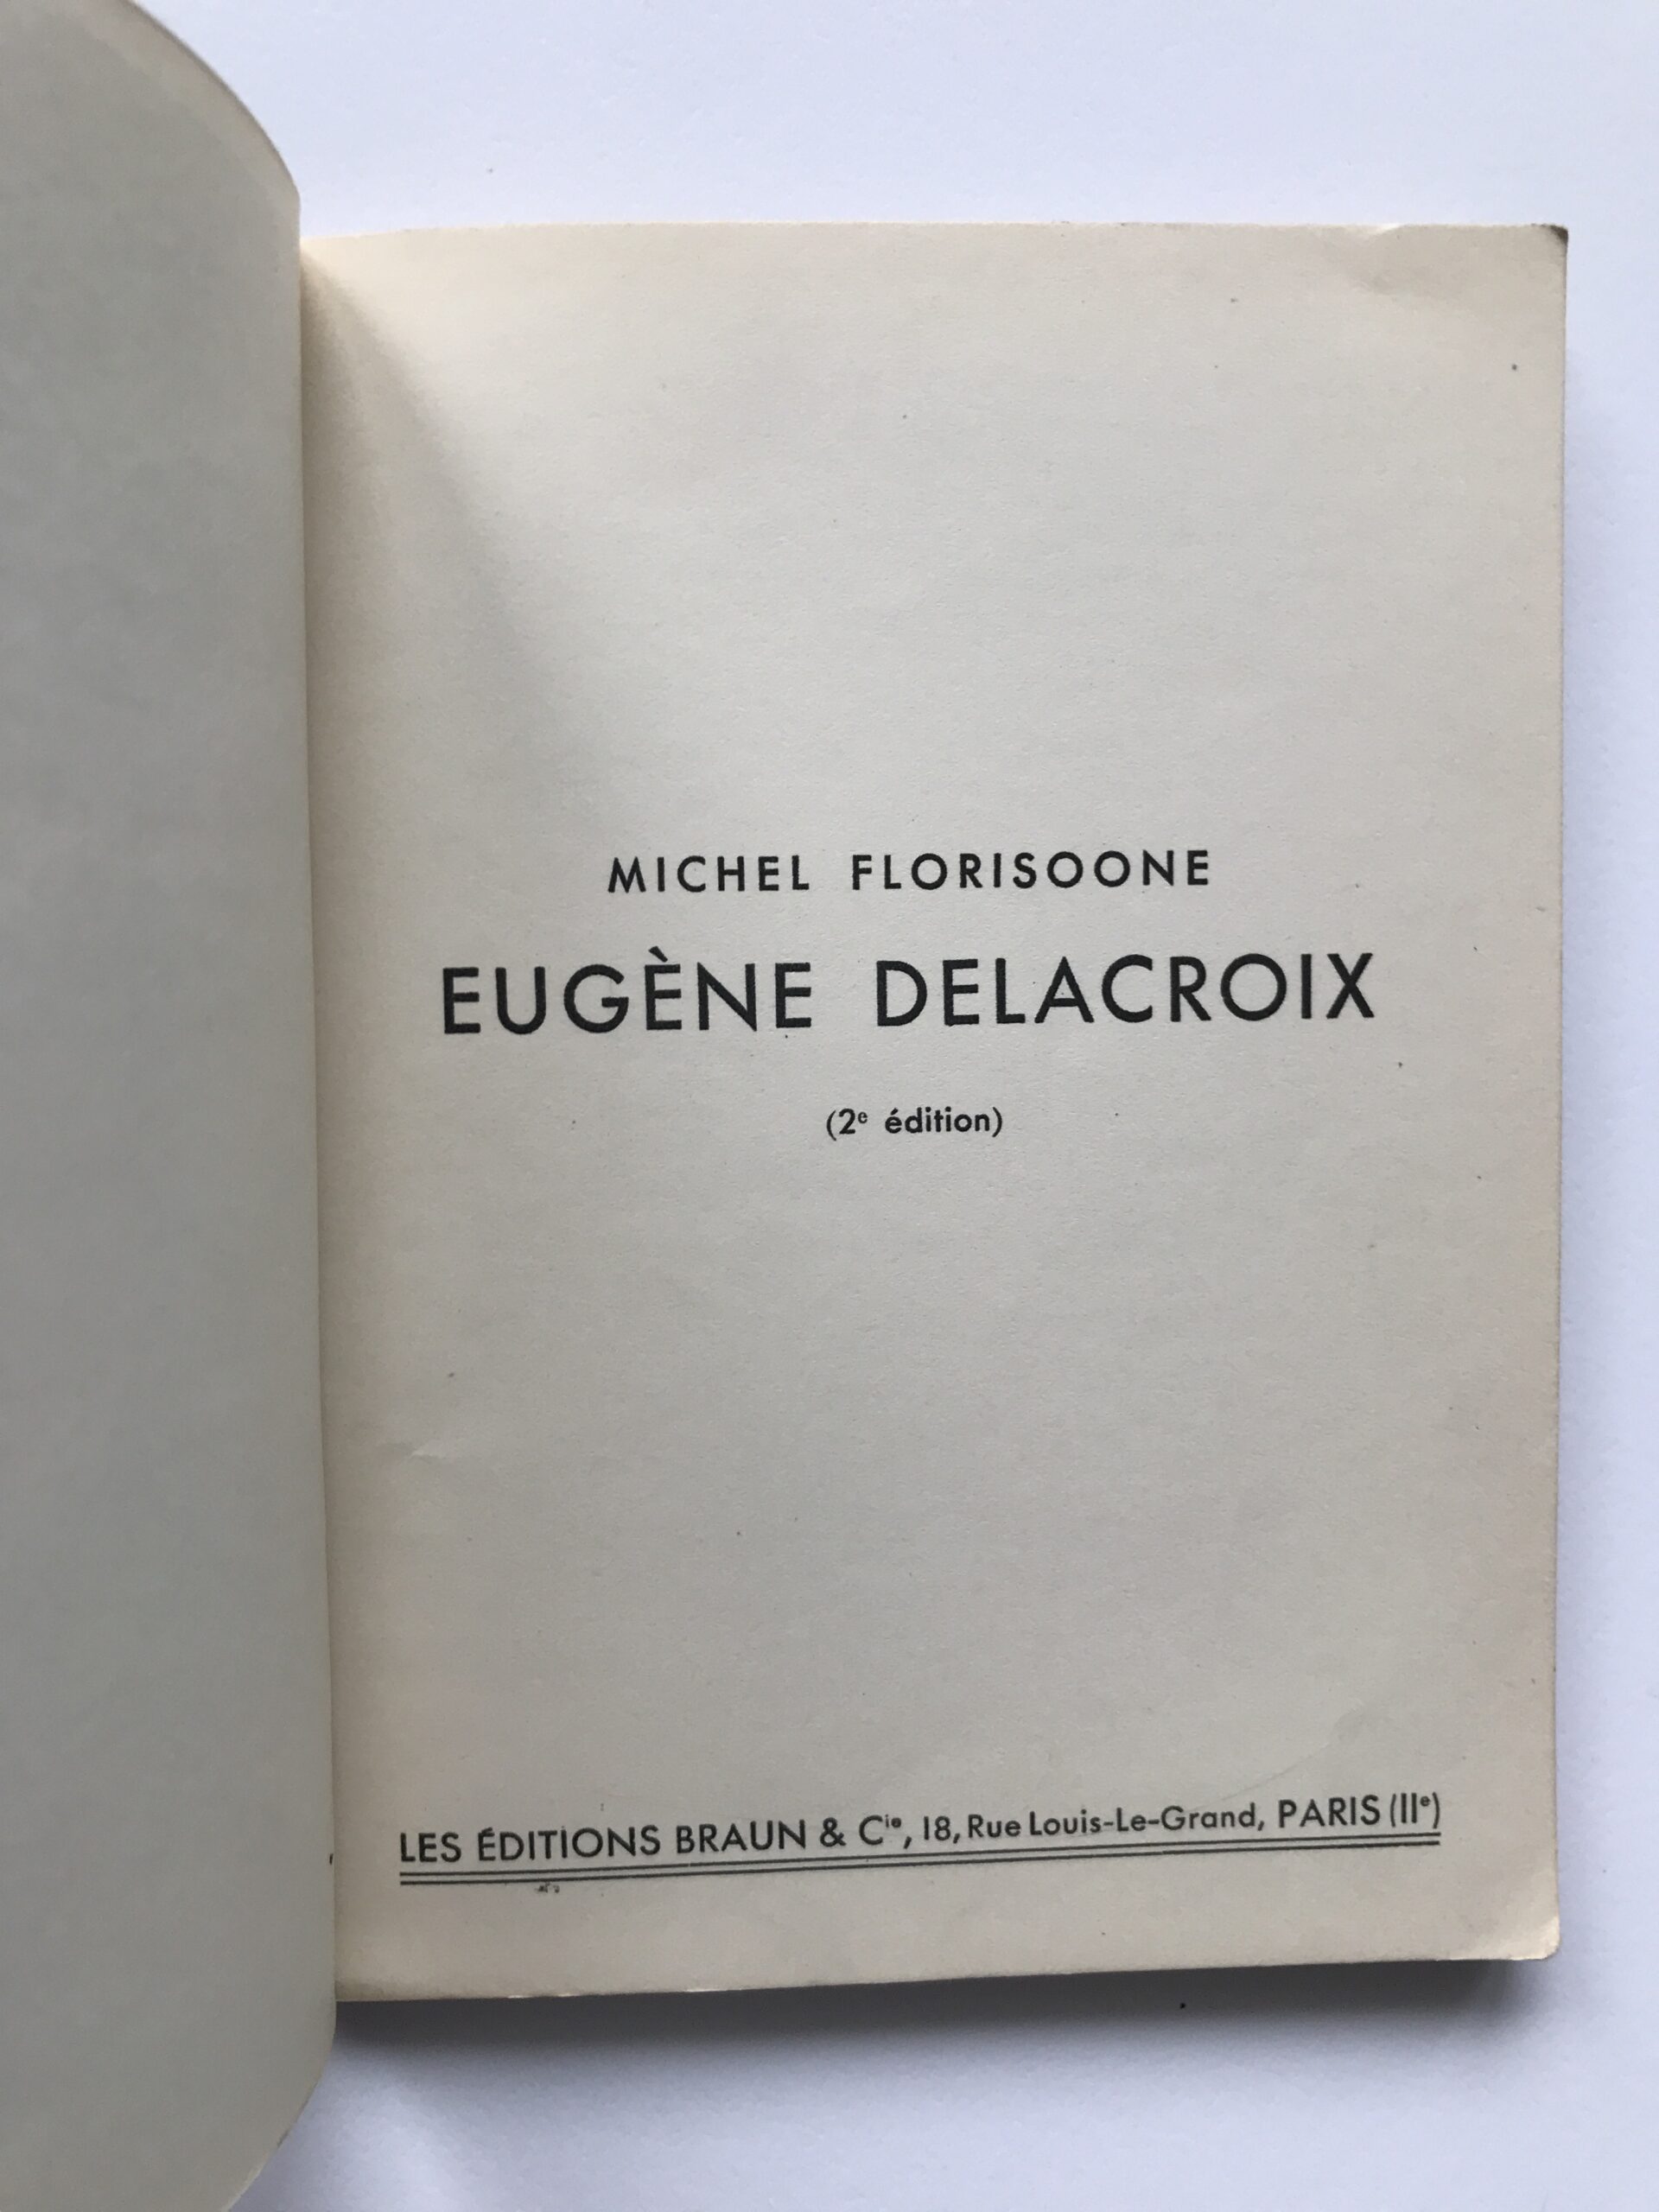 MICHEL FLORISOONE
EUGÈNE DELACROIX
(2ᵉ édition)
LES ÉDITIONS BRAUN & Cⁱᵉ, 18, Rue Louis-Le-Grand, PARIS (IIᵉ)